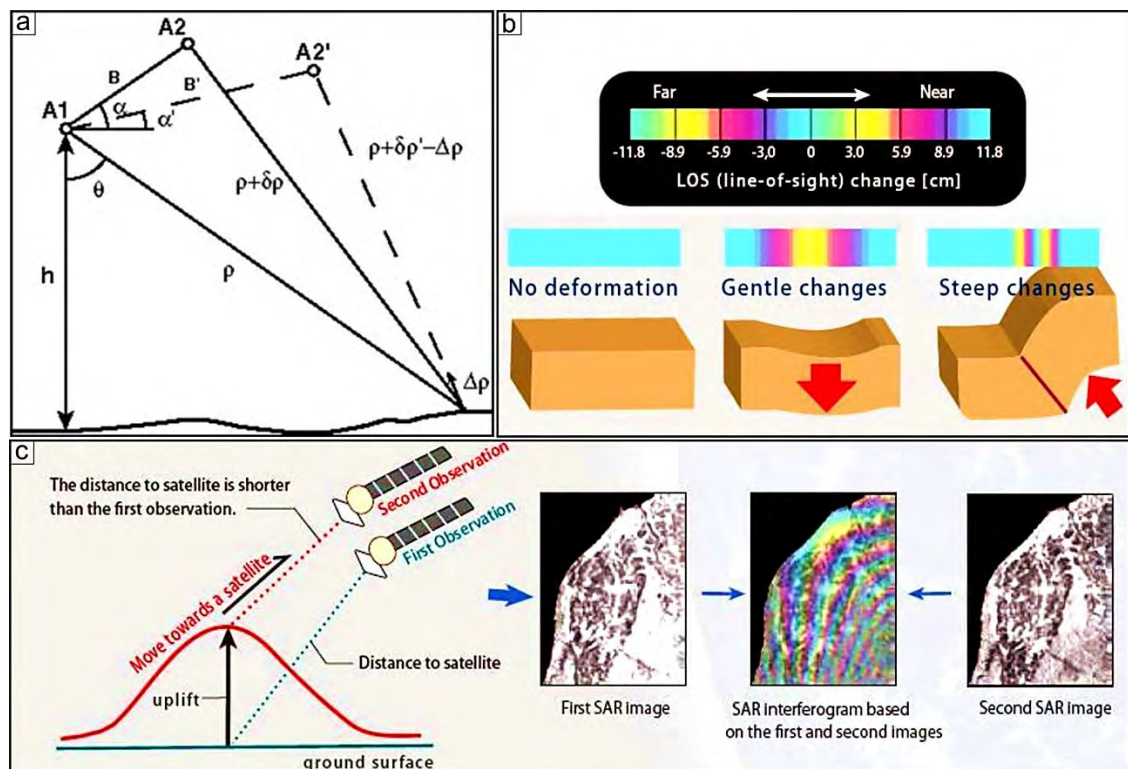 a
A2
A2'
B
B'
A1
α
α'
ρ+δρ'−Δρ
θ
ρ+δρ
h
ρ
Δρ
b
Far Near
-11.8 -8.9 -5.9 -3,0 0 3.0 5.9 8.9 11.8
LOS (line-of-sight) change [cm]
No deformation Gentle changes Steep changes
c
The distance to satellite is shorter
than the first observation.
Second Observation
First Observation
Move towards a satellite
Distance to satellite
uplift
ground surface
First SAR image
SAR interferogram based
on the first and second images
Second SAR image